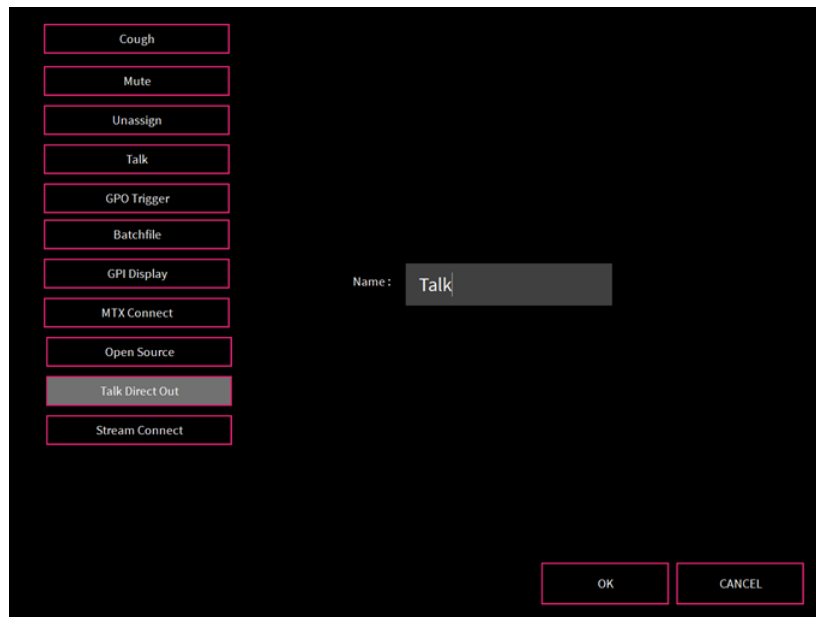 Cough
Mute
Unassign
Talk
GPO Trigger
Batchfile
GPI Display
MTX Connect
Open Source
Talk Direct Out
Stream Connect
Name: Talk
OK CANCEL